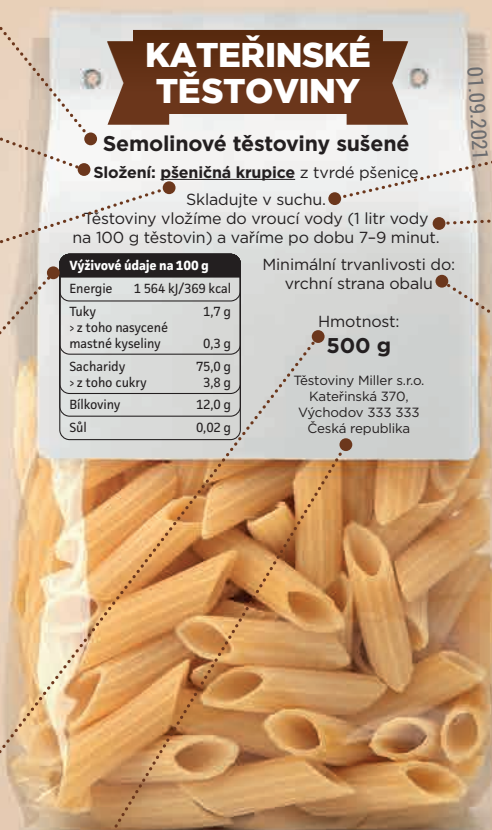 KATEŘINSKÉ
TĚSTOVINY
01.09.2021
Semolinové těstoviny sušené
Složení: pšeničná krupice z tvrdé pšenice
Skladujte v suchu.
Těstoviny vložíme do vroucí vody (1 litr vody
na 100 g těstovin) a vaříme po dobu 7–9 minut.
Výživové údaje na 100 g
Energie 1 564 kJ/369 kcal
Tuky 1,7 g
> z toho nasycené
mastné kyseliny 0,3 g
Sacharidy 75,0 g
> z toho cukry 3,8 g
Bílkoviny 12,0 g
Sůl 0,02 g
Minimální trvanlivosti do:
vrchní strana obalu
Hmotnost:
500 g
Těstoviny Miller s.r.o.
Kateřinská 370,
Východov 333 333
Česká republika